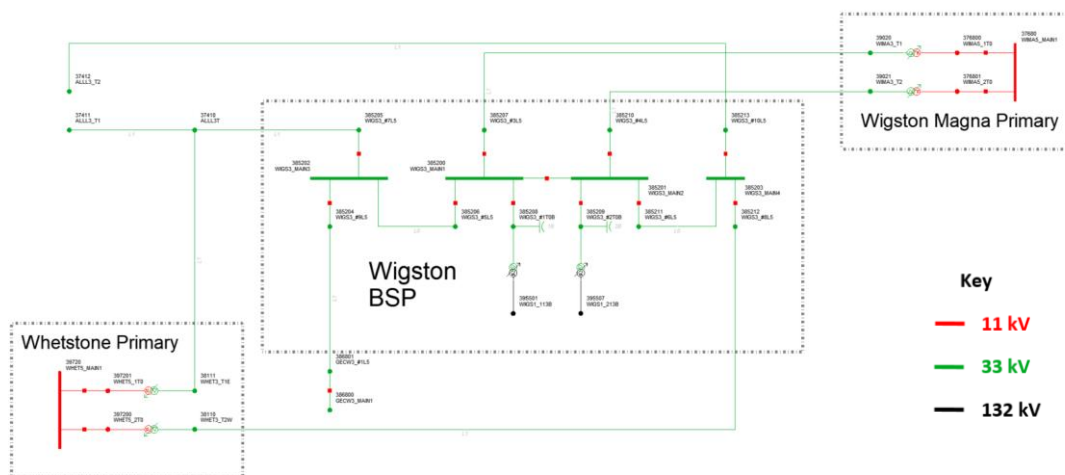 39020
WIMA3_T1
376800
WIMA5_1T0
37680
WIMA5_MAIN1
39021
WIMA3_T2
376801
WIMA5_2T0
Wigston Magna Primary
37412
ALLL3_T2
37411
ALLL3_T1
37410
ALLL3T
385205
WIGS3_#7L5
385207
WIGS3_#3L5
385210
WIGS3_#4L5
385213
WIGS3_#10L5
385202
WIGS3_MAIN3
385200
WIGS3_MAIN1
385201
WIGS3_MAIN2
385203
WIGS3_MAIN4
385204
WIGS3_#9L5
385206
WIGS3_#5L5
385208
WIGS3_#1T0B
385209
WIGS3_#2T0B
385211
WIGS3_#6L5
385212
WIGS3_#8L5
Wigston
BSP
395501
WIGS1_113B
395507
WIGS1_213B
Key
11 kV
33 kV
132 kV
Whetstone Primary
39720
WHET5_MAIN1
397201
WHET5_1T0
38111
WHET3_T1E
397200
WHET5_2T0
38110
WHET3_T2W
386801
GECW3_#1L5
386800
GECW3_MAIN1